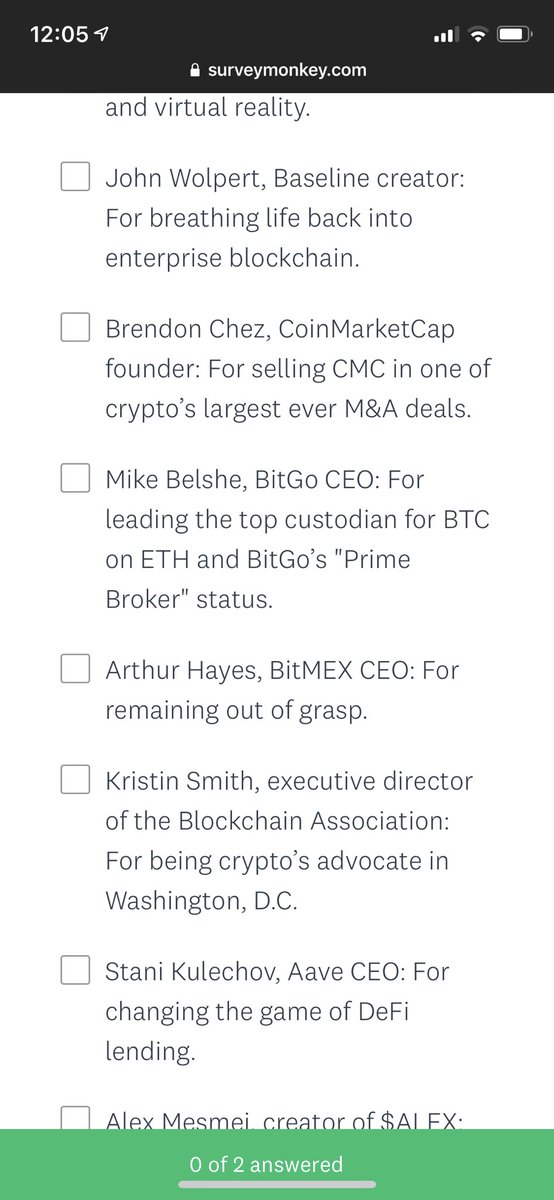 12:05
surveymonkey.com
and virtual reality.
John Wolpert, Baseline creator:
For breathing life back into
enterprise blockchain.
Brendon Chez, CoinMarketCap
founder: For selling CMC in one of
crypto’s largest ever M&A deals.
Mike Belshe, BitGo CEO: For
leading the top custodian for BTC
on ETH and BitGo’s "Prime
Broker" status.
Arthur Hayes, BitMEX CEO: For
remaining out of grasp.
Kristin Smith, executive director
of the Blockchain Association:
For being crypto’s advocate in
Washington, D.C.
Stani Kulechov, Aave CEO: For
changing the game of DeFi
lending.
Alex Mesmej, creator of $ALEX:
0 of 2 answered